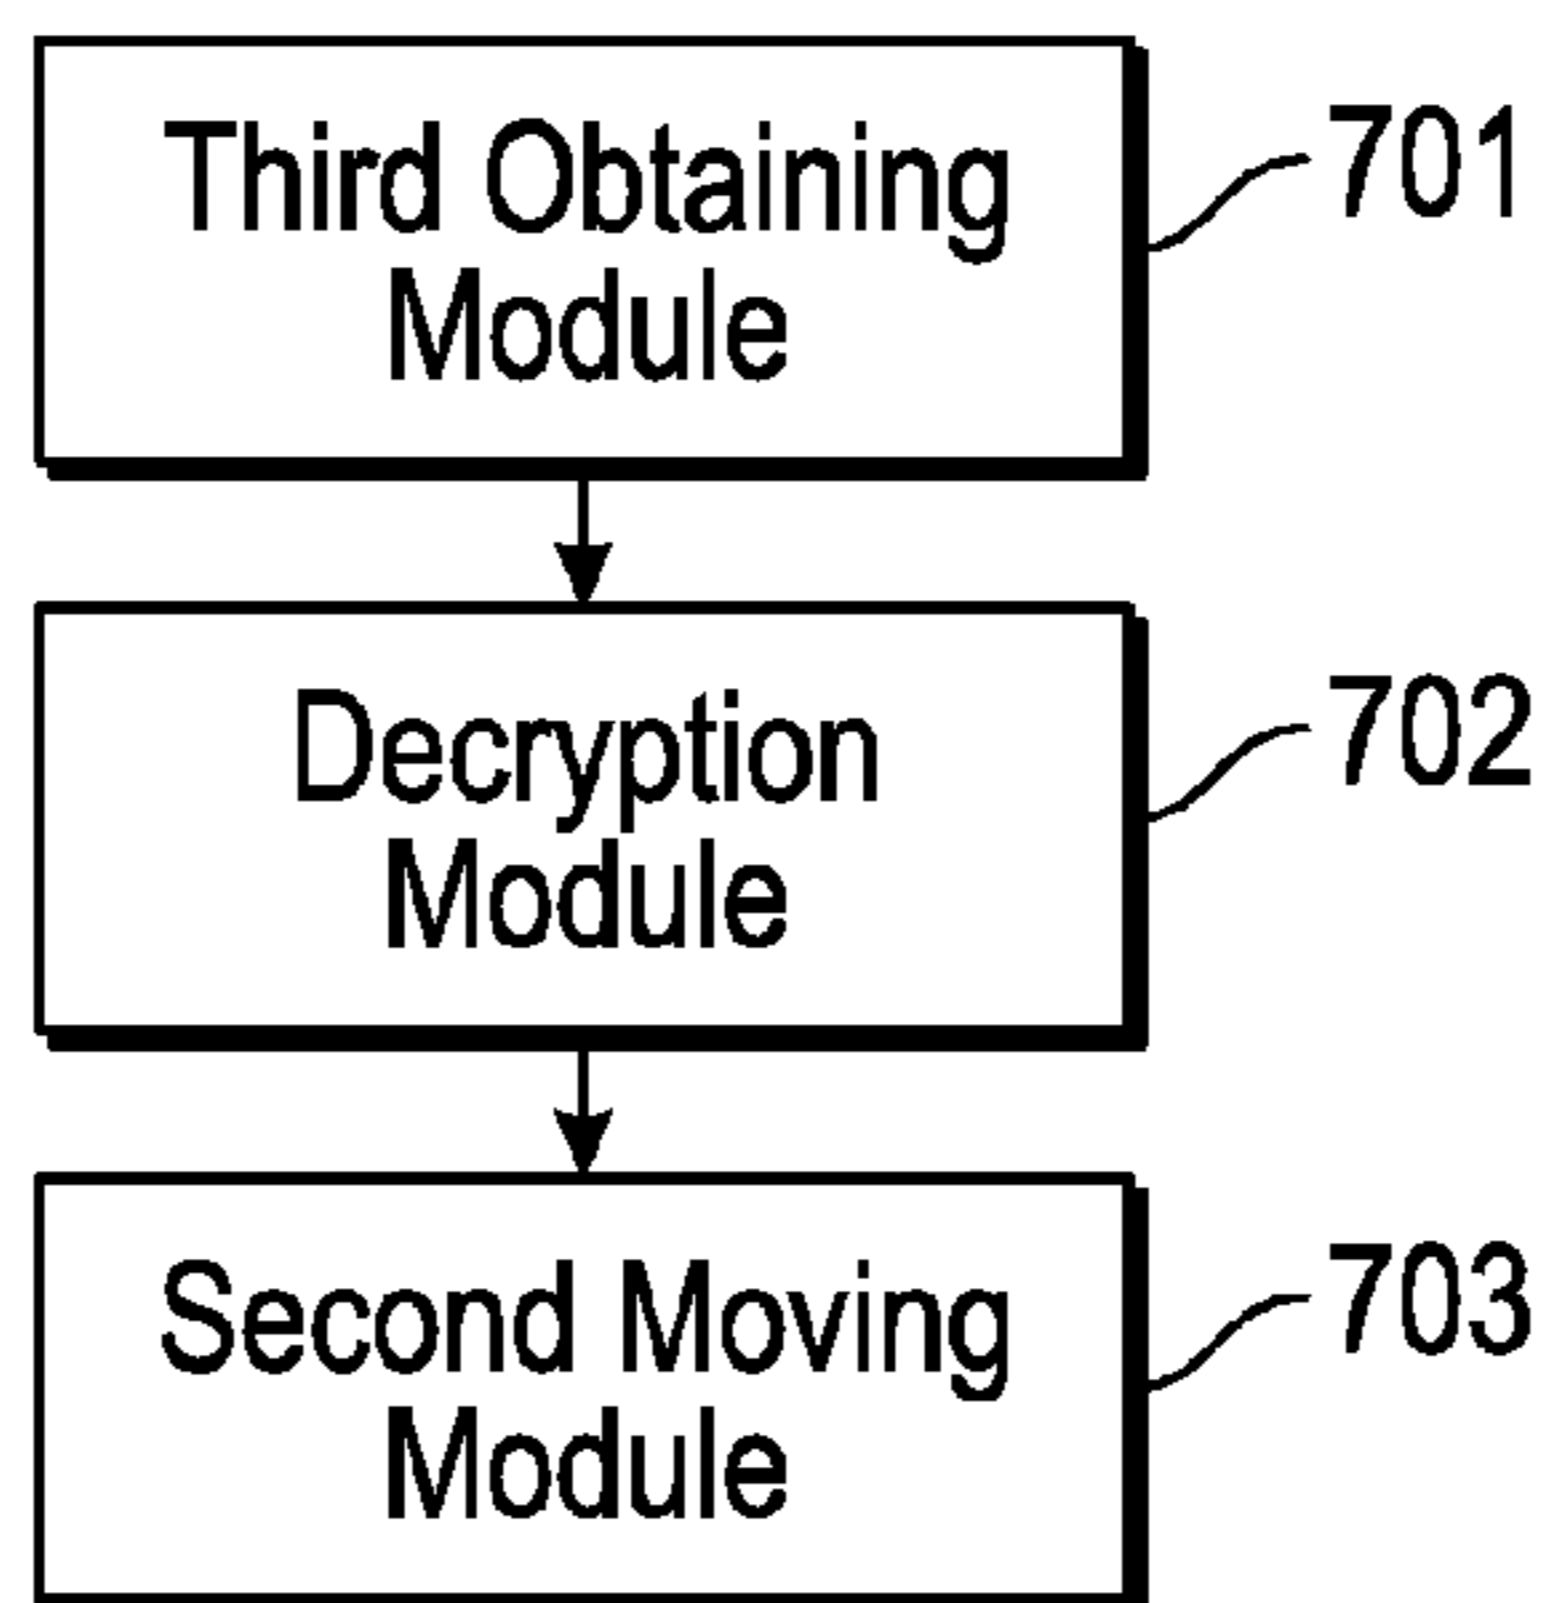 Third Obtaining
Module
701
Decryption
Module
702
Second Moving
Module
703